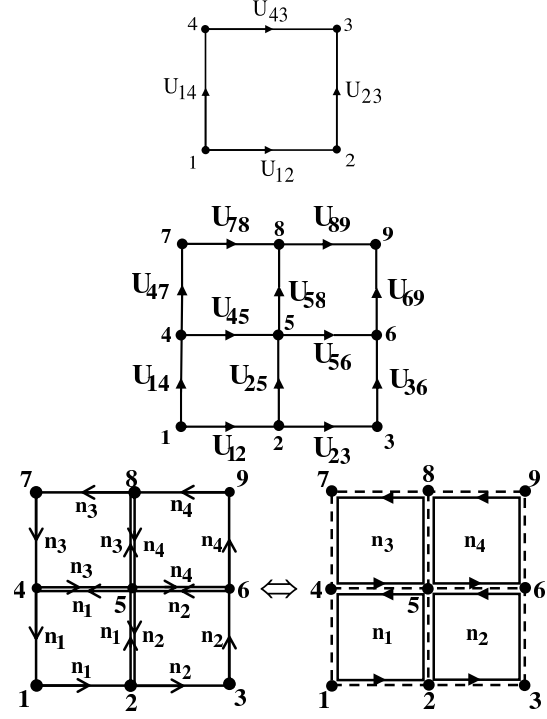 U43
4 3
U14 U23
1 2
U12
U78 U89
7 8 9
U47 U58 U69
U45
4 5 6
U56
U14 U25 U36
1 2 3
U12 U23
7 8 9 7 8 9
n3 n4
n3 n3 n4 n4 n3 n4
n3 n4
4 5 6 4 5 6
n1 n2
n1 n1 n2 n2 n1 n2
n1 n2
1 2 3 1 2 3